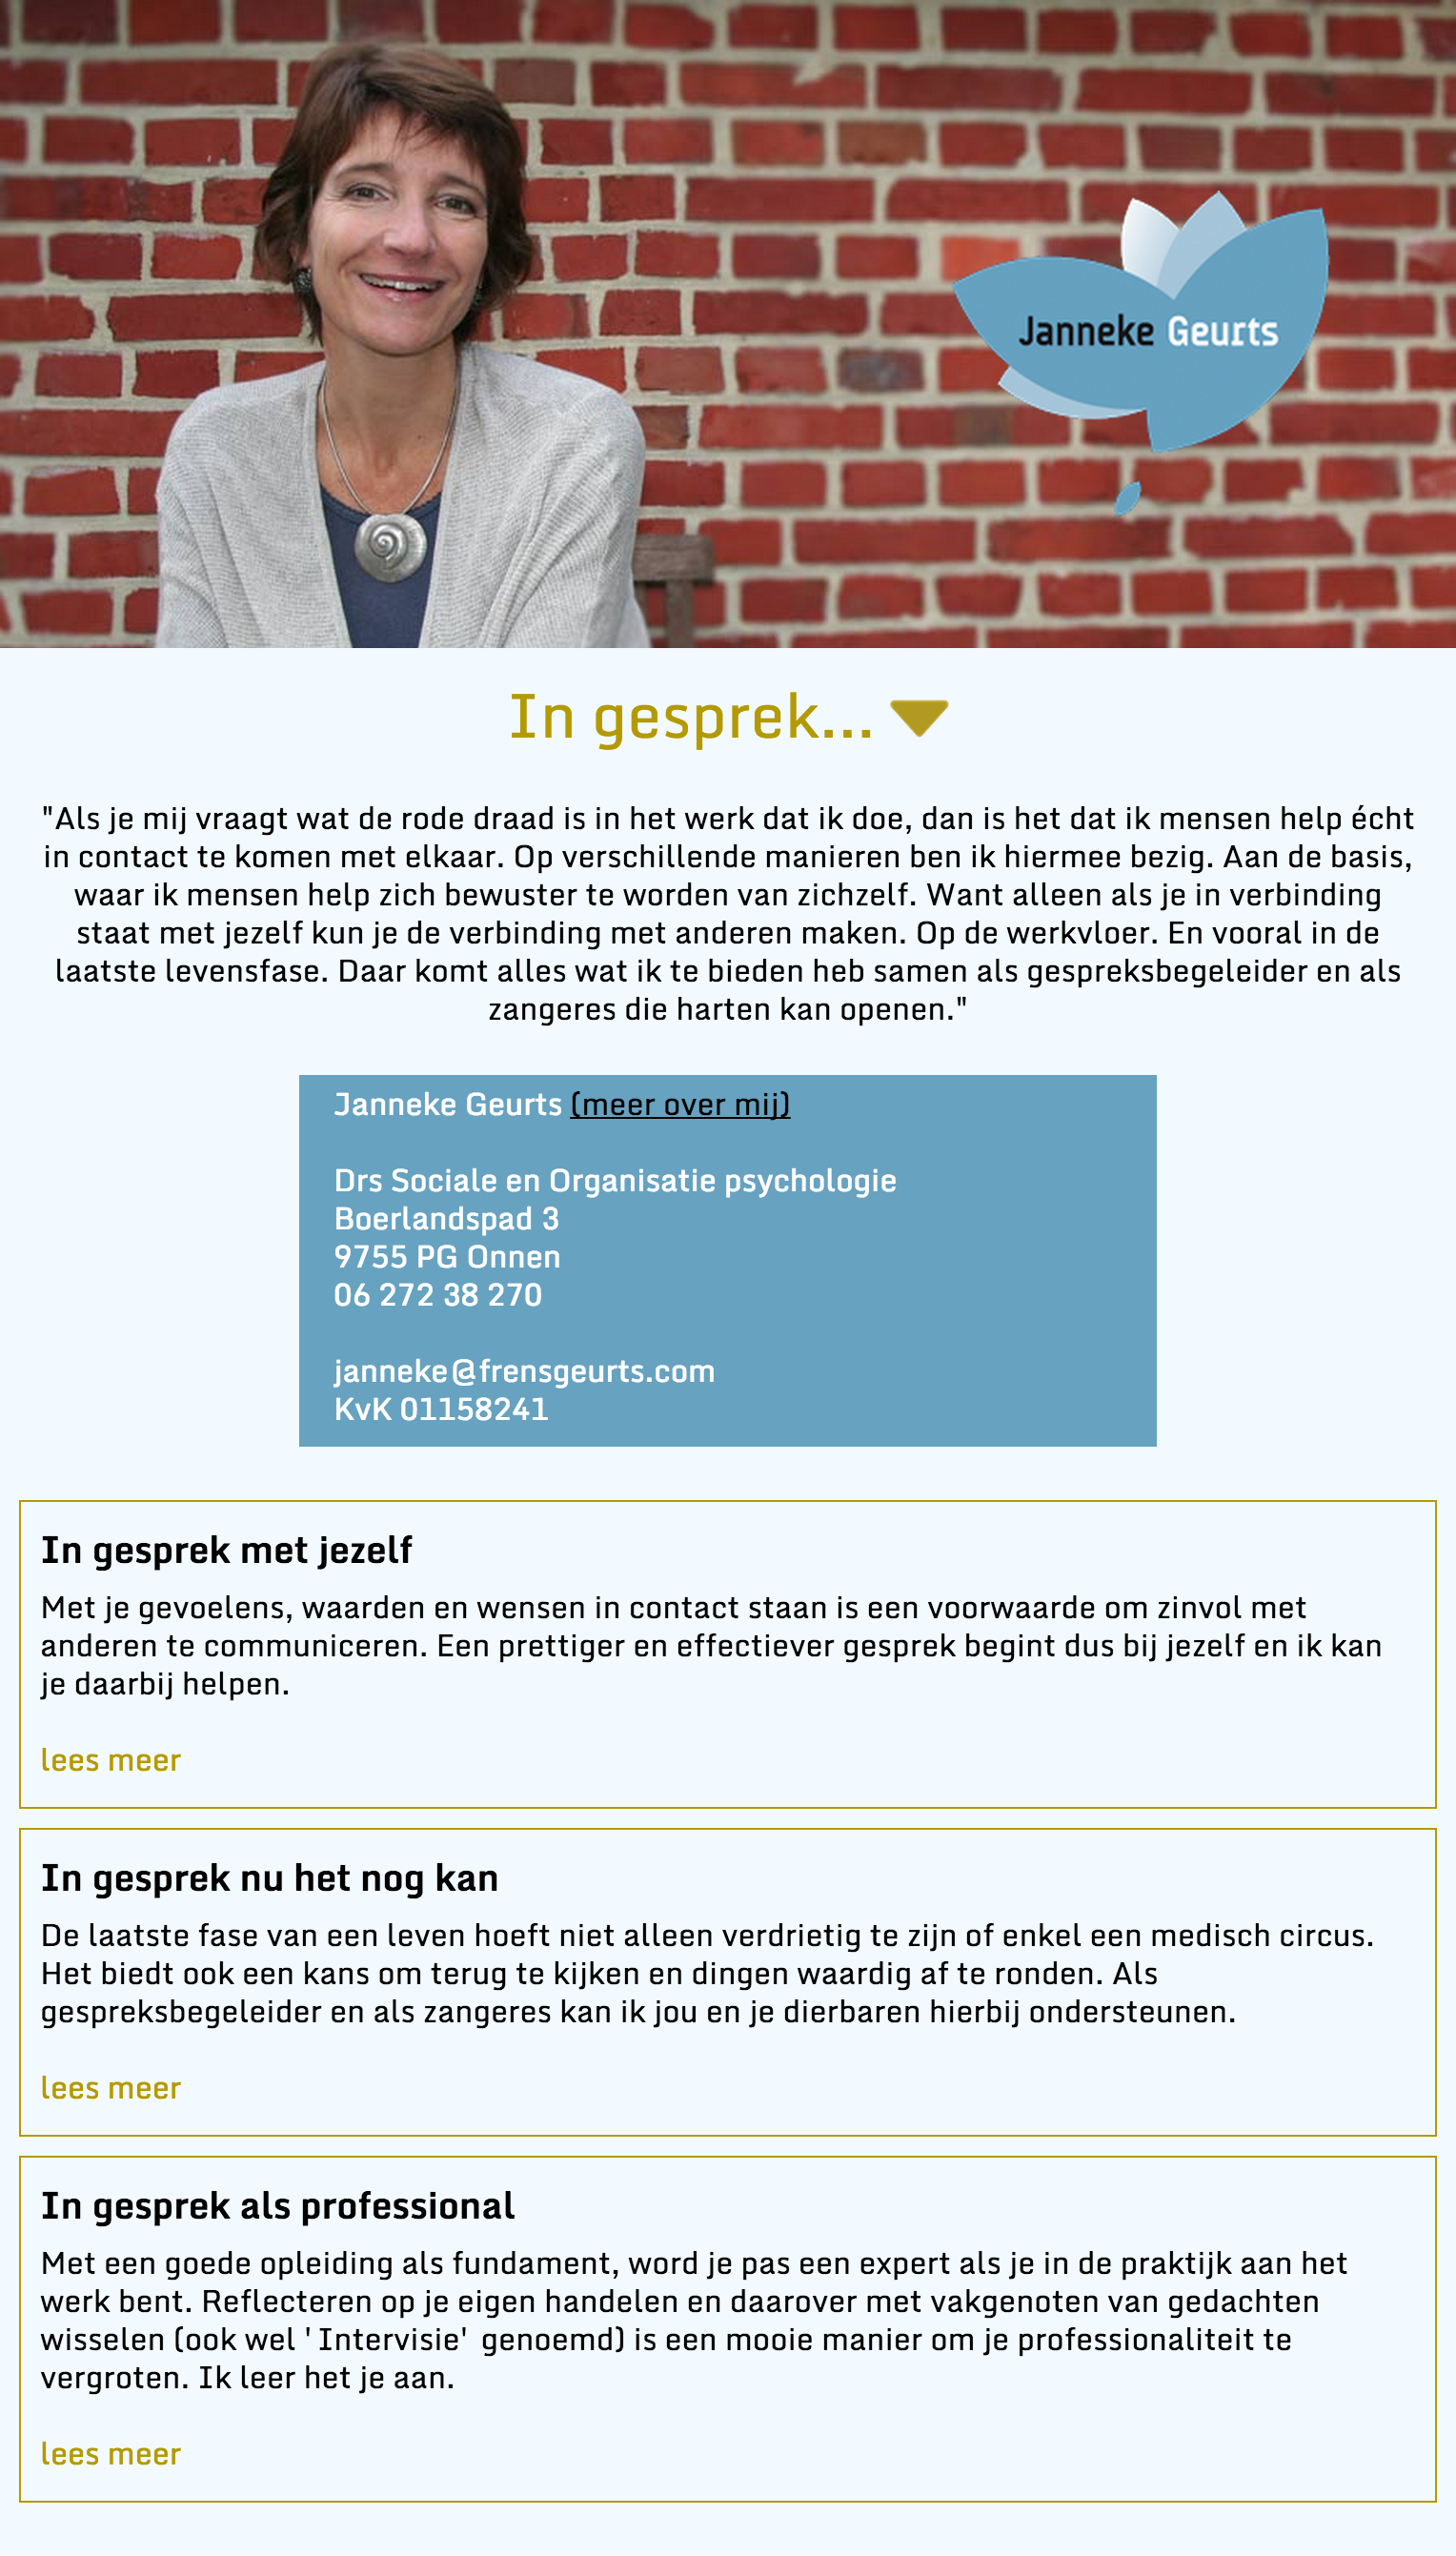 Janneke Geurts
In gesprek...
"Als je mij vraagt wat de rode draad is in het werk dat ik doe, dan is het dat ik mensen help écht
in contact te komen met elkaar. Op verschillende manieren ben ik hiermee bezig. Aan de basis,
waar ik mensen help zich bewuster te worden van zichzelf. Want alleen als je in verbinding
staat met jezelf kun je de verbinding met anderen maken. Op de werkvloer. En vooral in de
laatste levensfase. Daar komt alles wat ik te bieden heb samen als gespreksbegeleider en als
zangeres die harten kan openen."
Janneke Geurts (meer over mij)
Drs Sociale en Organisatie psychologie
Boerlandspad 3
9755 PG Onnen
06 272 38 270
janneke@frensgeurts.com
KvK 01158241
In gesprek met jezelf
Met je gevoelens, waarden en wensen in contact staan is een voorwaarde om zinvol met
anderen te communiceren. Een prettiger en effectiever gesprek begint dus bij jezelf en ik kan
je daarbij helpen.
lees meer
In gesprek nu het nog kan
De laatste fase van een leven hoeft niet alleen verdrietig te zijn of enkel een medisch circus.
Het biedt ook een kans om terug te kijken en dingen waardig af te ronden. Als
gespreksbegeleider en als zangeres kan ik jou en je dierbaren hierbij ondersteunen.
lees meer
In gesprek als professional
Met een goede opleiding als fundament, word je pas een expert als je in de praktijk aan het
werk bent. Reflecteren op je eigen handelen en daarover met vakgenoten van gedachten
wisselen (ook wel 'Intervisie' genoemd) is een mooie manier om je professionaliteit te
vergroten. Ik leer het je aan.
lees meer